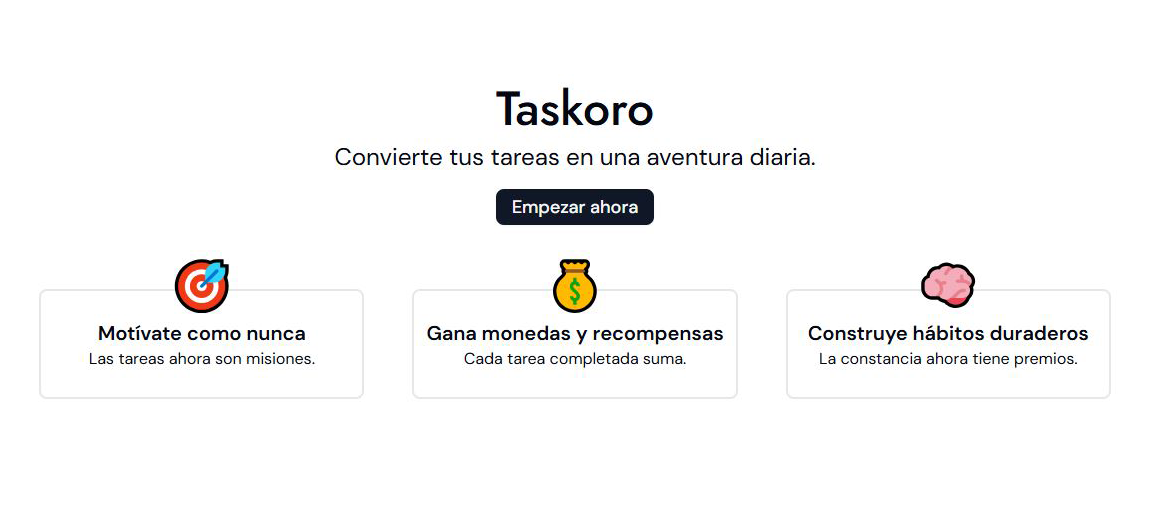 Taskoro
Convierte tus tareas en una aventura diaria.
Empezar ahora
Motívate como nunca
Las tareas ahora son misiones.
Gana monedas y recompensas
Cada tarea completada suma.
Construye hábitos duraderos
La constancia ahora tiene premios.